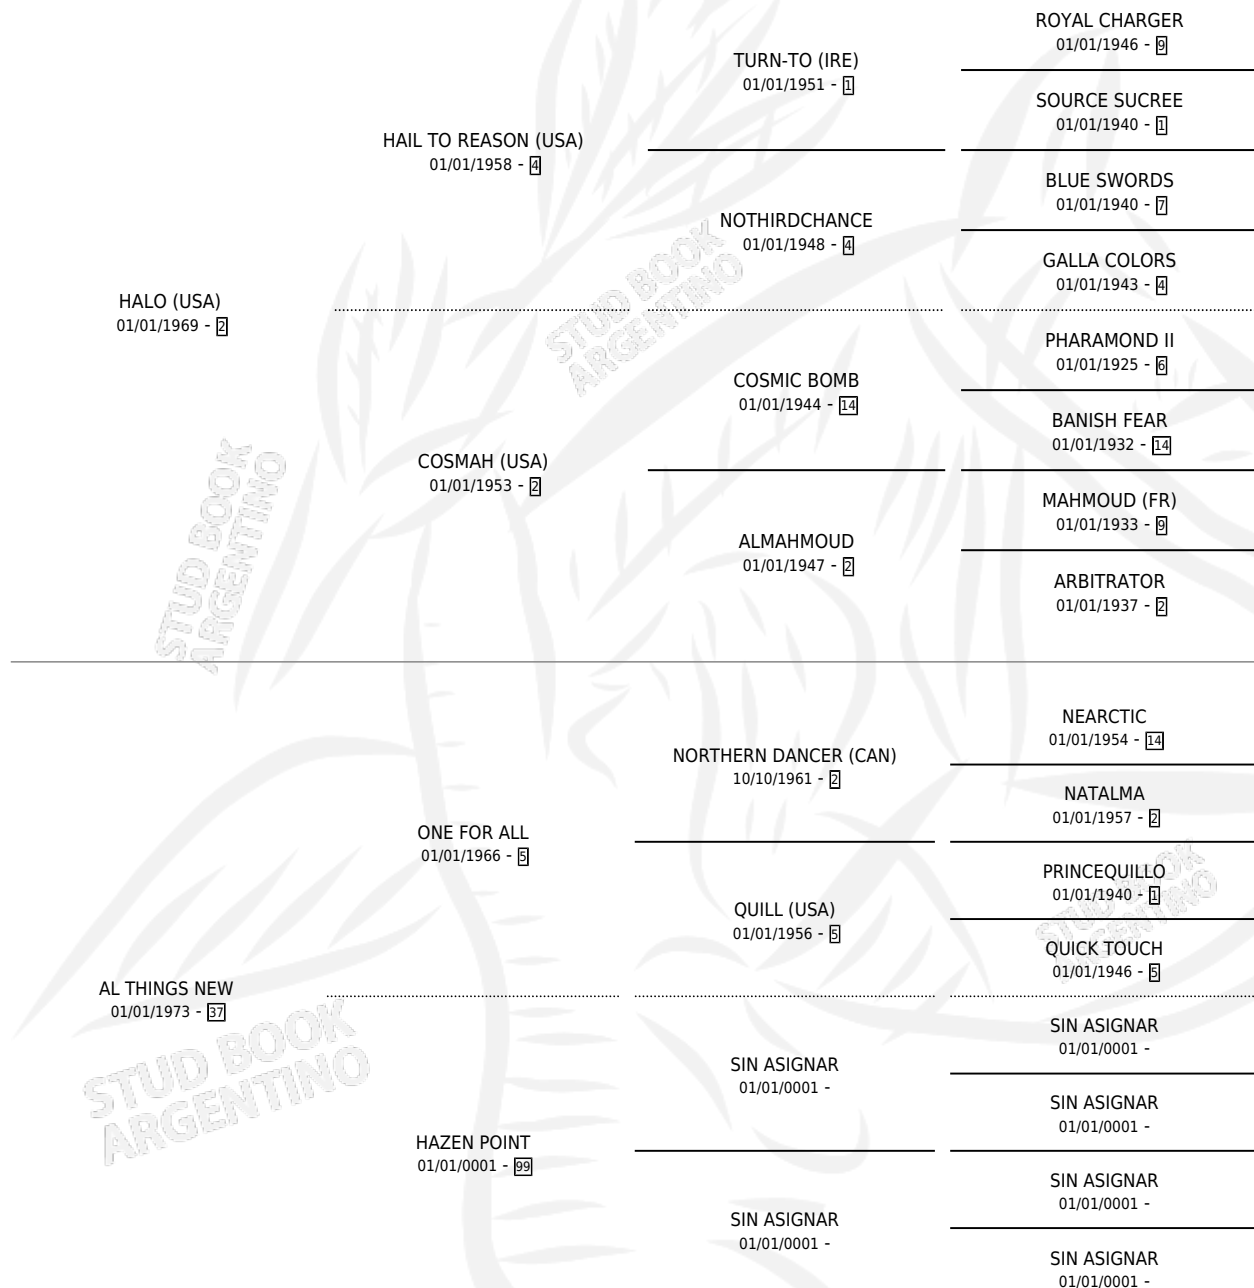 ROYAL CHARGER
01/01/1946 - 9
TURN-TO (IRE)
01/01/1951 - 1
SOURCE SUCREE
01/01/1940 - 1
HAIL TO REASON (USA)
01/01/1958 - 4
BLUE SWORDS
01/01/1940 - 7
NOTHIRDCHANCE
01/01/1948 - 4
GALLA COLORS
01/01/1943 - 4
HALO (USA)
01/01/1969 - 2
PHARAMOND II
01/01/1925 - 6
COSMIC BOMB
01/01/1944 - 14
BANISH FEAR
01/01/1932 - 14
COSMAH (USA)
01/01/1953 - 2
MAHMOUD (FR)
01/01/1933 - 9
ALMAHMOUD
01/01/1947 - 2
ARBITRATOR
01/01/1937 - 2
NEARCTIC
01/01/1954 - 14
NORTHERN DANCER (CAN)
10/10/1961 - 2
NATALMA
01/01/1957 - 2
ONE FOR ALL
01/01/1966 - 5
PRINCEQUILLO
01/01/1940 - 1
QUILL (USA)
01/01/1956 - 5
QUICK TOUCH
01/01/1946 - 5
AL THINGS NEW
01/01/1973 - 37
SIN ASIGNAR
01/01/0001 -
SIN ASIGNAR
01/01/0001 -
SIN ASIGNAR
01/01/0001 -
HAZEN POINT
01/01/0001 - 99
SIN ASIGNAR
01/01/0001 -
SIN ASIGNAR
01/01/0001 -
SIN ASIGNAR
01/01/0001 -
STUD BOOK
ARGENTINO
STUD BOOK
ARGENTINO
STUD BOOK
ARGENTINO
STUD BOOK
ARGENTINO